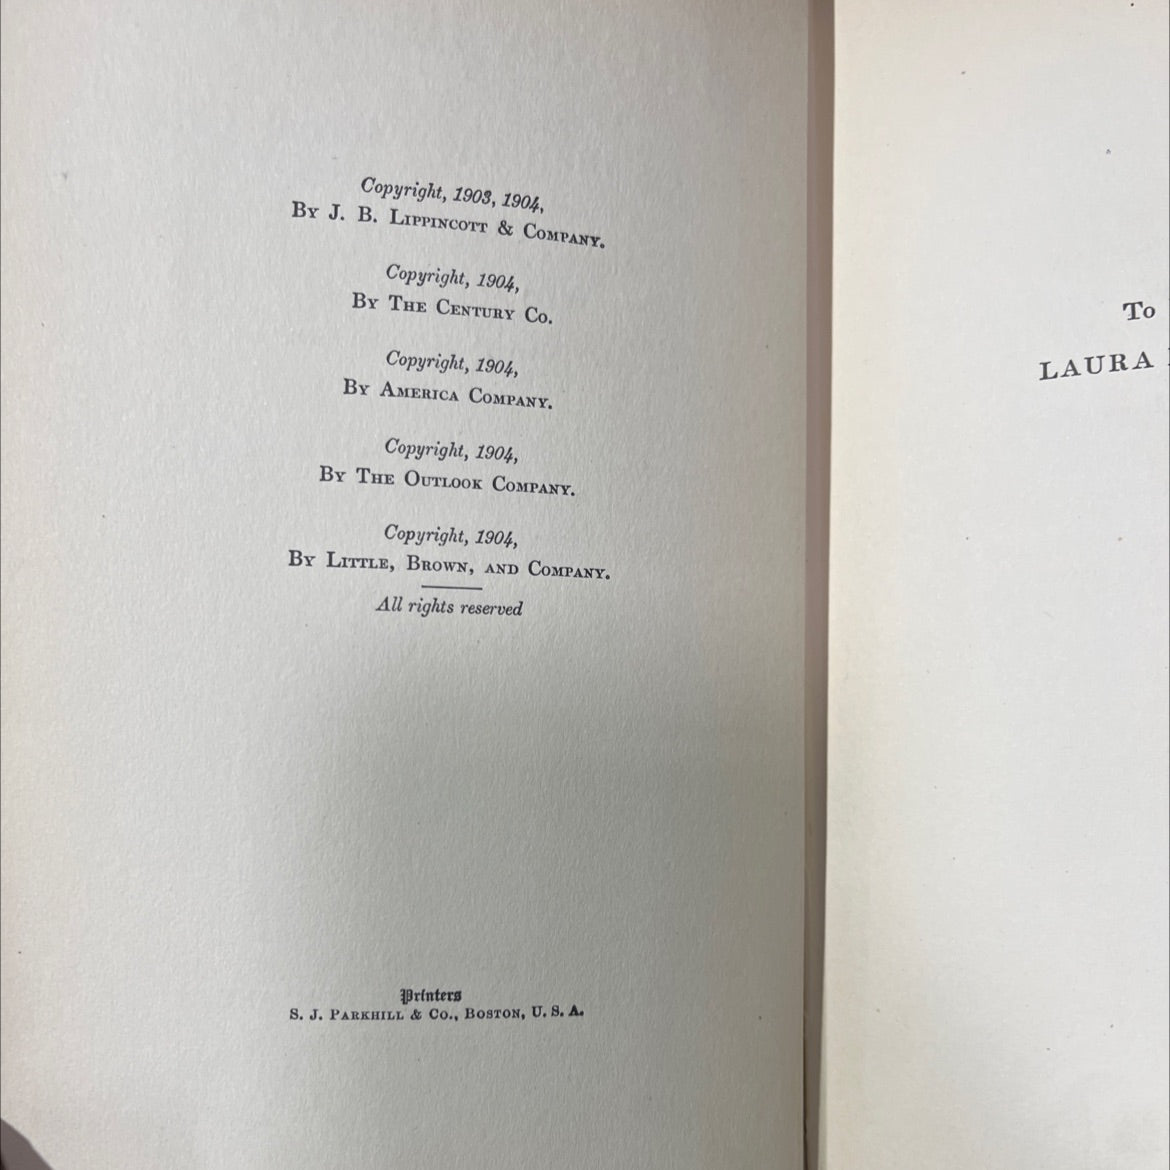 Copyright, 1903, 1904,
By J. B. Lippincott & Company.
Copyright, 1904,
By The Century Co.
Copyright, 1904,
By America Company.
Copyright, 1904,
By The Outlook Company.
Copyright, 1904,
By Little, Brown, and Company.
All rights reserved
Printers
S. J. Parkhill & Co., Boston, U. S. A.
To
LAURA